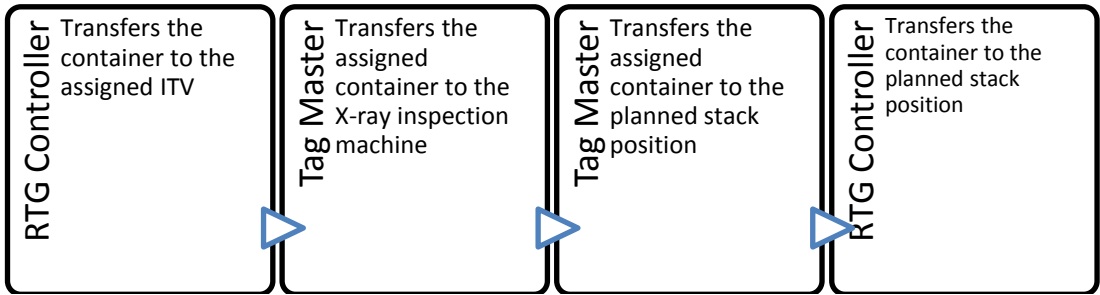 RTG Controller
Transfers the
container to the
assigned ITV
Tag Master
Transfers the
assigned
container to the
X-ray inspection
machine
Tag Master
Transfers the
assigned
container to the
planned stack
position
RTG Controller
Transfers the
container to the
planned stack
position